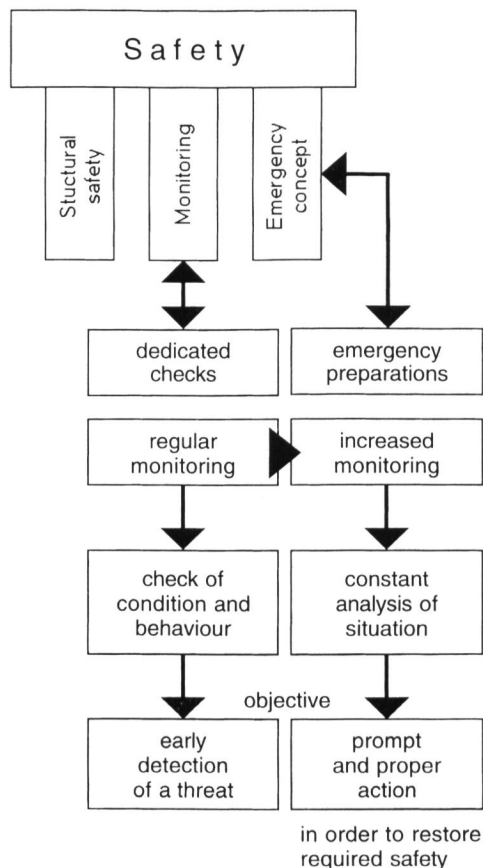 Safety
Stuctural
safety
Monitoring
Emergency
concept
dedicated
checks
emergency
preparations
regular
monitoring
increased
monitoring
check of
condition and
behaviour
constant
analysis of
situation
objective
early
detection
of a threat
prompt
and proper
action
in order to restore
required safety